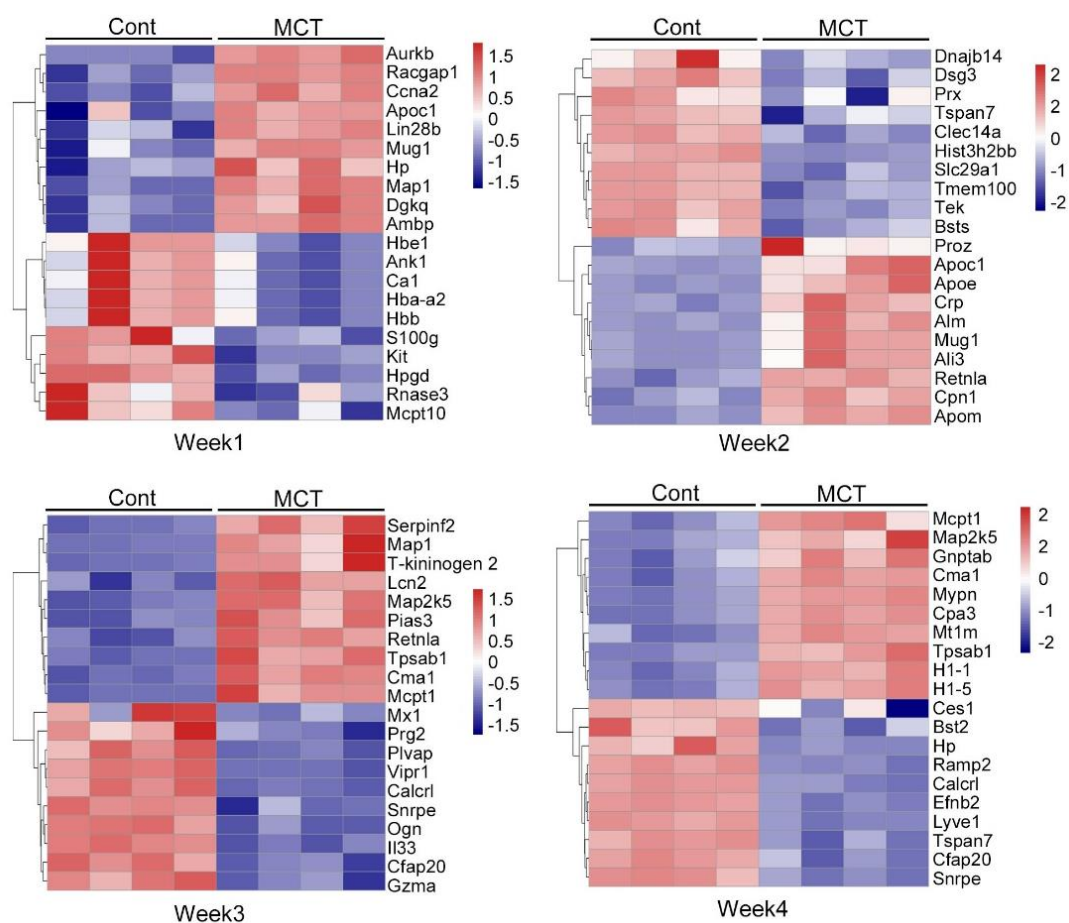 Cont MCT
Aurkb
Racgap1
Ccna2
Apoc1
Lin28b
Mug1
Hp
Map1
Dgkq
Ambp
Hbe1
Ank1
Ca1
Hba-a2
Hbb
S100g
Kit
Hpgd
Rnase3
Mcpt10
1.5
1
0.5
0
-0.5
-1
-1.5
Week1
Cont MCT
Dnajb14
Dsg3
Prx
Tspan7
Clec14a
Hist3h2bb
Slc29a1
Tmem100
Tek
Bsts
Proz
Apoc1
Apoe
Crp
Alm
Mug1
Ali3
Retnla
Cpn1
Apom
2
1
0
-1
-2
Week2
Cont MCT
Serpinf2
Map1
T-kininogen 2
Lcn2
Map2k5
Pias3
Retnla
Tpsab1
Cma1
Mcpt1
Mx1
Prg2
Plvap
Vipr1
Calcrl
Snrpe
Ogn
Il33
Cfap20
Gzma
1.5
1
0.5
0
-0.5
-1
-1.5
Week3
Cont MCT
Mcpt1
Map2k5
Gnptab
Cma1
Mypn
Cpa3
Mt1m
Tpsab1
H1-1
H1-5
Ces1
Bst2
Hp
Ramp2
Calcrl
Efnb2
Lyve1
Tspan7
Cfap20
Snrpe
2
2
0
-1
-2
Week4